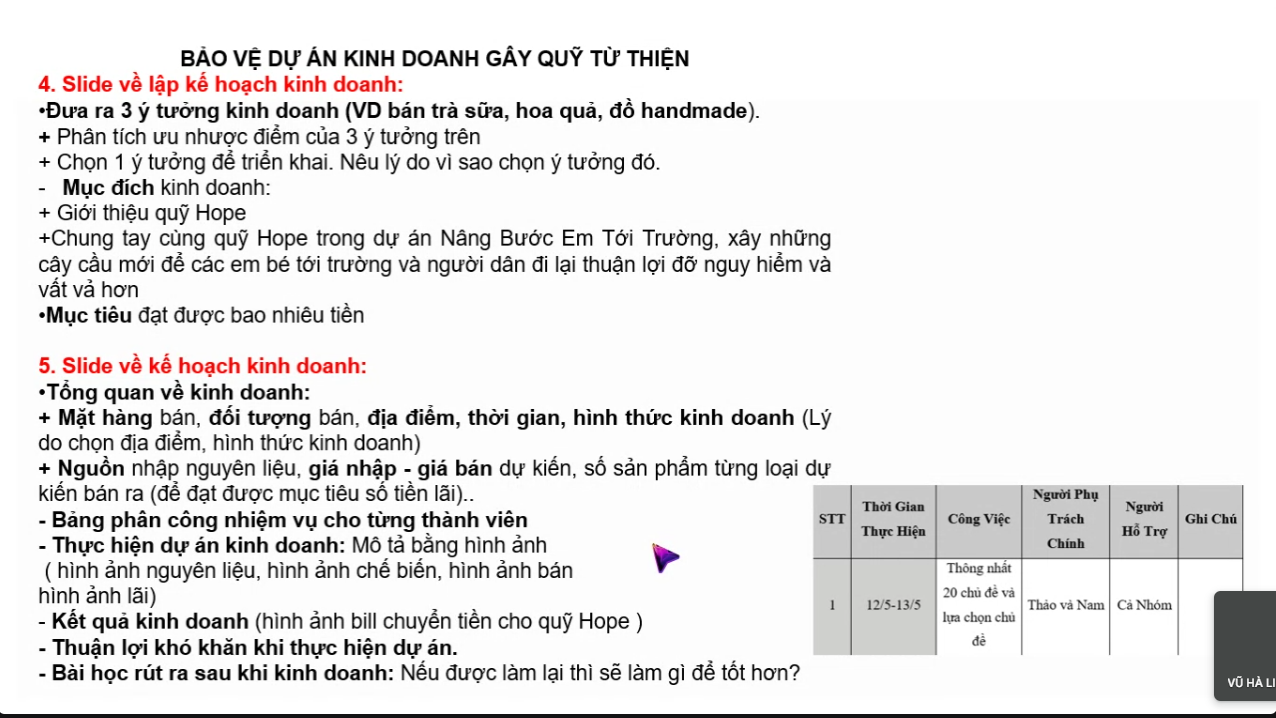 BẢO VỆ DỰ ÁN KINH DOANH GÂY QUỸ TỪ THIỆN
4. Slide về lập kế hoạch kinh doanh:
•Đưa ra 3 ý tưởng kinh doanh (VD bán trà sữa, hoa quả, đồ handmade).
+ Phân tích ưu nhược điểm của 3 ý tưởng trên
+ Chọn 1 ý tưởng để triển khai. Nêu lý do vì sao chọn ý tưởng đó.
- Mục đích kinh doanh:
+ Giới thiệu quỹ Hope
+Chung tay cùng quỹ Hope trong dự án Nâng Bước Em Tới Trường, xây những
cây cầu mới để các em bé tới trường và người dân đi lại thuận lợi đỡ nguy hiểm và
vất vả hơn
•Mục tiêu đạt được bao nhiêu tiền
5. Slide về kế hoạch kinh doanh:
•Tổng quan về kinh doanh:
+ Mặt hàng bán, đối tượng bán, địa điểm, thời gian, hình thức kinh doanh (Lý
do chọn địa điểm, hình thức kinh doanh)
+ Nguồn nhập nguyên liệu, giá nhập - giá bán dự kiến, số sản phẩm từng loại dự
kiến bán ra (để đạt được mục tiêu số tiền lãi)..
- Bảng phân công nhiệm vụ cho từng thành viên
- Thực hiện dự án kinh doanh: Mô tả bằng hình ảnh
( hình ảnh nguyên liệu, hình ảnh chế biến, hình ảnh bán
hình ảnh lãi)
- Kết quả kinh doanh (hình ảnh bill chuyển tiền cho quỹ Hope )
- Thuận lợi khó khăn khi thực hiện dự án.
- Bài học rút ra sau khi kinh doanh: Nếu được làm lại thì sẽ làm gì để tốt hơn?
STT
Thời Gian
Thực Hiện
Công Việc
Người Phụ
Trách
Chính
Người
Hỗ Trợ
Ghi Chú
1
12/5-13/5
Thông nhất
20 chủ đề và
lựa chọn chủ
đề
Thảo và Nam
Cả Nhóm
VŨ HÀ LI